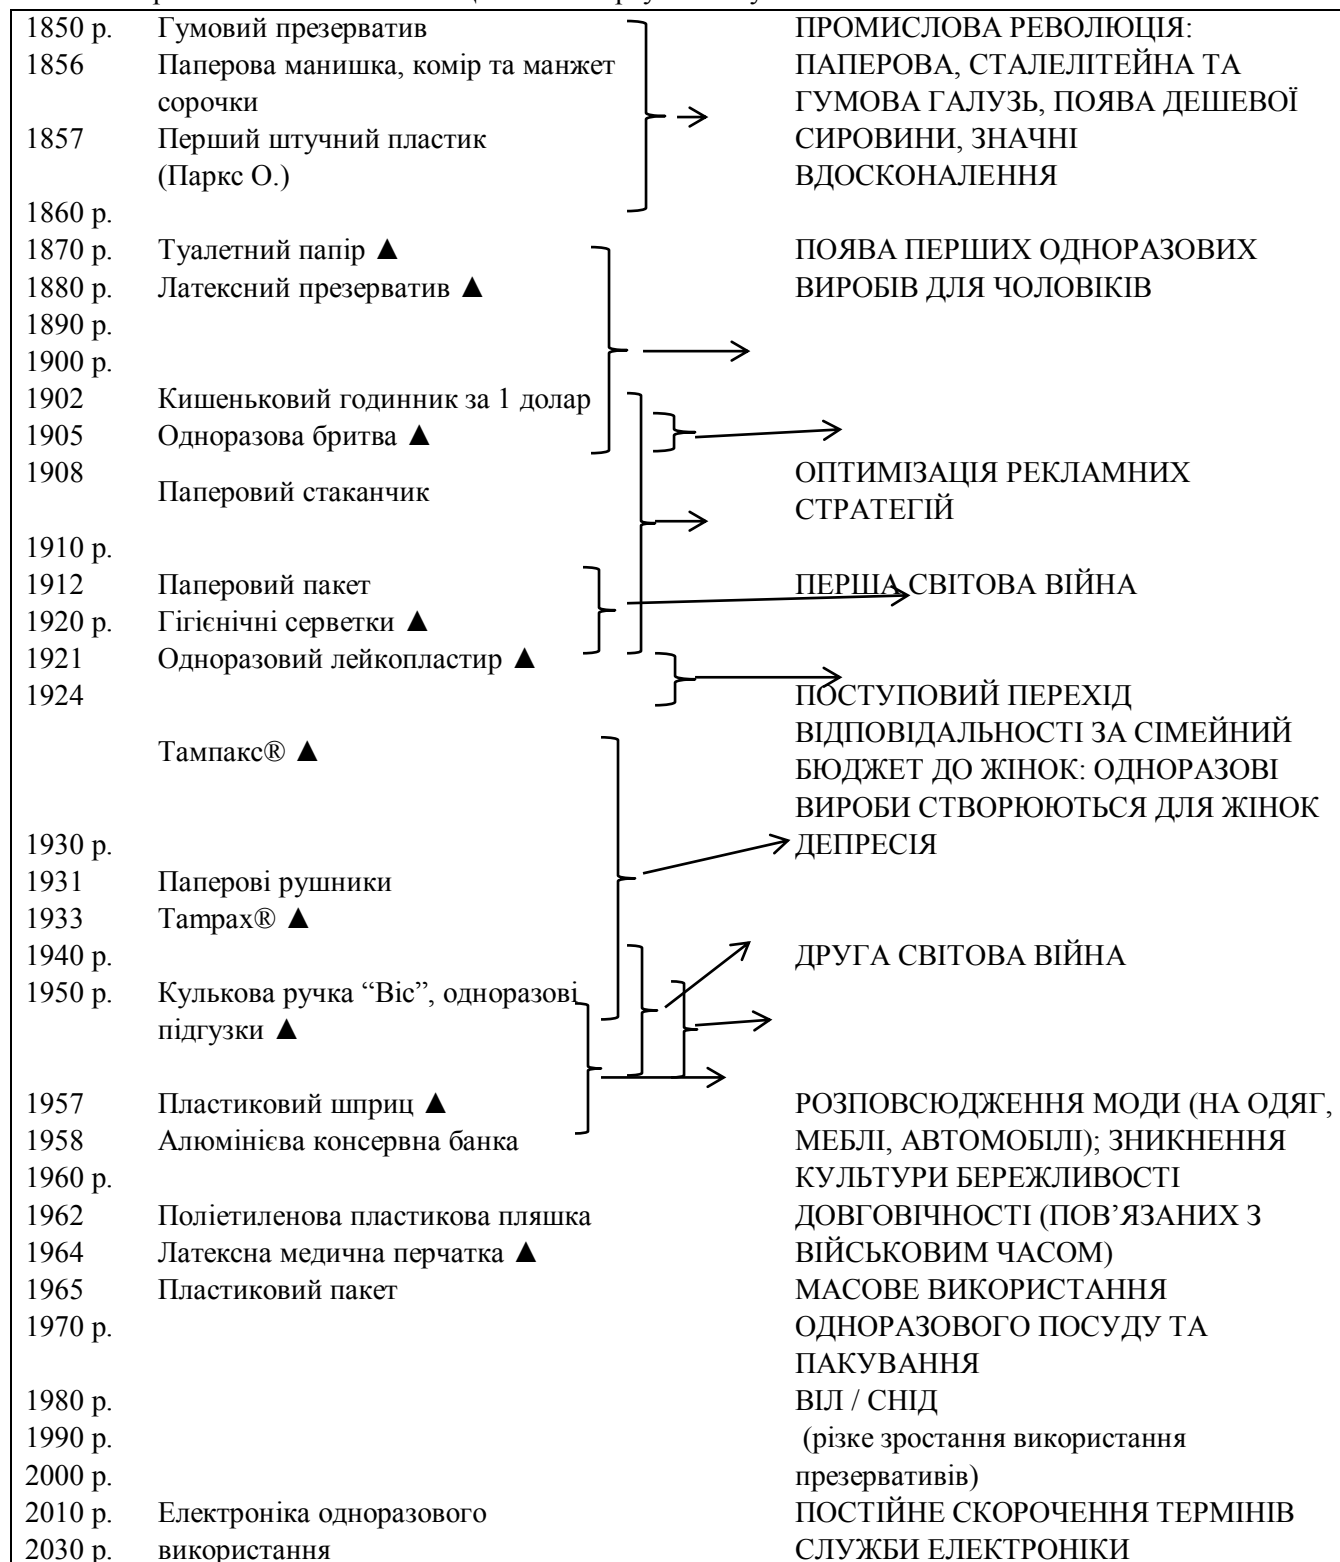 1850 р. Гумовий презерватив ПРОМИСЛОВА РЕВОЛЮЦІЯ:
1856 Паперова манишка, комір та манжет ПАПЕРОВА, СТАЛЕЛІТЕЙНА ТА
сорочки ГУМОВА ГАЛУЗЬ, ПОЯВА ДЕШЕВОЇ
1857 Перший штучний пластик СИРОВИНИ, ЗНАЧНІ
(Паркс О.) ВДОСКОНАЛЕННЯ
1860 р.
1870 р. Туалетний папір ▲ ПОЯВА ПЕРШИХ ОДНОРАЗОВИХ
1880 р. Латексний презерватив ▲ ВИРОБІВ ДЛЯ ЧОЛОВІКІВ
1890 р.
1900 р.
1902 Кишеньковий годинник за 1 долар
1905 Одноразова бритва ▲
1908 ОПТИМІЗАЦІЯ РЕКЛАМНИХ
Паперовий стаканчик СТРАТЕГІЙ
1910 р.
1912 Паперовий пакет ПЕРША СВІТОВА ВІЙНА
1920 р. Гігієнічні серветки ▲
1921 Одноразовий лейкопластир ▲
1924 ПОСТУПОВИЙ ПЕРЕХІД
ВІДПОВІДАЛЬНОСТІ ЗА СІМЕЙНИЙ
Тампакс® ▲ БЮДЖЕТ ДО ЖІНОК: ОДНОРАЗОВІ
ВИРОБИ СТВОРЮЮТЬСЯ ДЛЯ ЖІНОК
1930 р. ДЕПРЕСІЯ
1931 Паперові рушники
1933 Tampax® ▲
1940 р. ДРУГА СВІТОВА ВІЙНА
1950 р. Кулькова ручка “Bic”, одноразові
підгузки ▲
1957 Пластиковий шприц ▲ РОЗПОВСЮДЖЕННЯ МОДИ (НА ОДЯГ,
1958 Алюмінієва консервна банка МЕБЛІ, АВТОМОБІЛІ); ЗНИКНЕННЯ
1960 р. КУЛЬТУРИ БЕРЕЖЛИВОСТІ
1962 Поліетиленова пластикова пляшка ДОВГОВІЧНОСТІ (ПОВ’ЯЗАНИХ З
1964 Латексна медична перчатка ▲ ВІЙСЬКОВИМ ЧАСОМ)
1965 Пластиковий пакет МАСОВЕ ВИКОРИСТАННЯ
1970 р. ОДНОРАЗОВОГО ПОСУДУ ТА
ПАКУВАННЯ
1980 р. ВІЛ / СНІД
1990 р. (різке зростання використання
2000 р. презервативів)
2010 р. Електроніка одноразового ПОСТІЙНЕ СКОРОЧЕННЯ ТЕРМІНІВ
2030 р. використання СЛУЖБИ ЕЛЕКТРОНІКИ